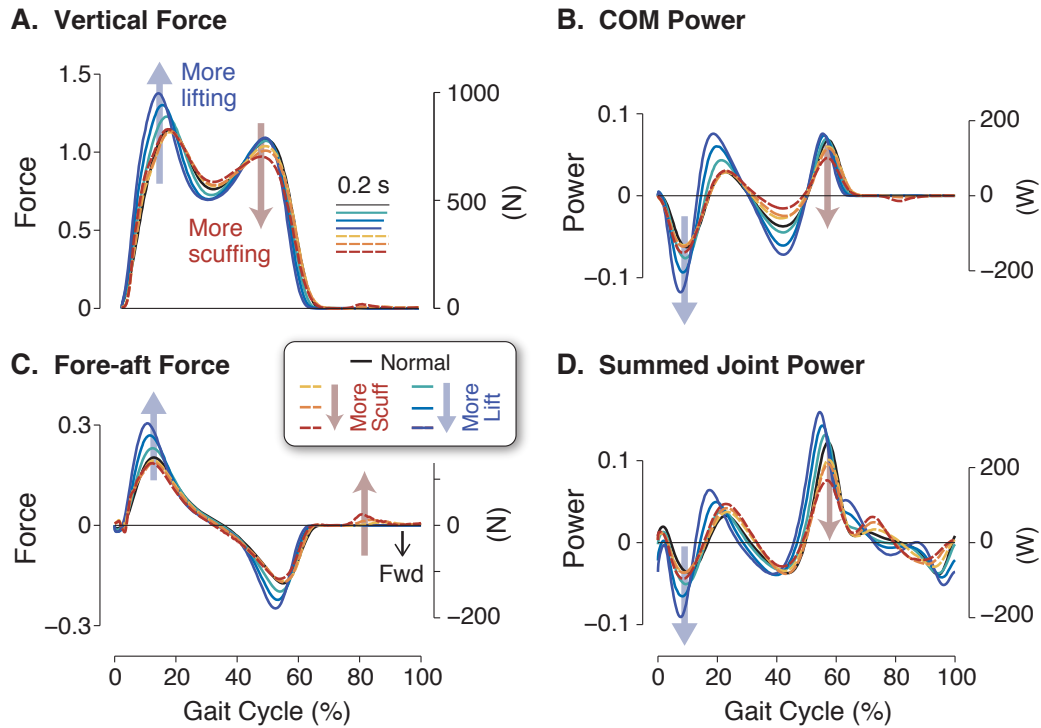 A. Vertical Force
1.5
1.0
0.5
0
Force
1000
500
0
(N)
More
lifting
More
scuffing
0.2 s
B. COM Power
0.1
0
−0.1
Power
200
0
−200
(W)
C. Fore-aft Force
0.3
0
−0.3
Force
0
−200
(N)
Fwd
Normal
More
Scuff
More
Lift
0 20 40 60 80 100
Gait Cycle (%)
D. Summed Joint Power
0.1
0
−0.1
Power
200
0
−200
(W)
0 20 40 60 80 100
Gait Cycle (%)